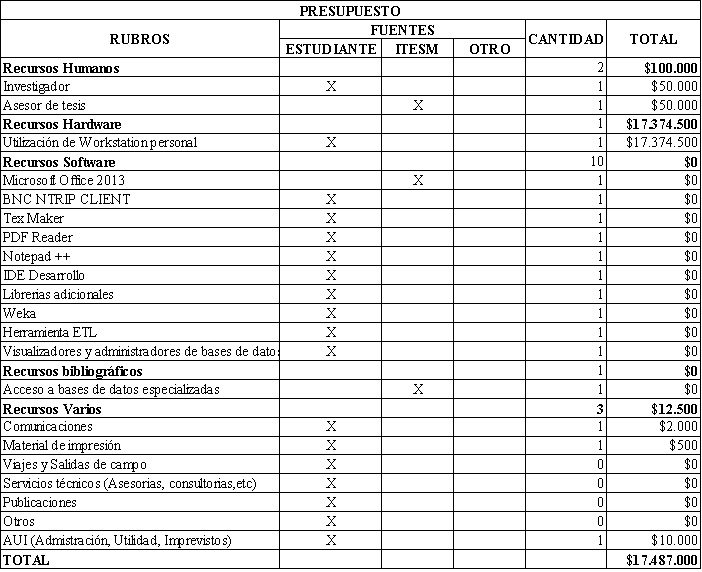 PRESUPUESTO
RUBROS FUENTES CANTIDAD TOTAL
ESTUDIANTE ITESM OTRO
Recursos Humanos 2 $100.000
Investigador X 1 $50.000
Asesor de tesis X 1 $50.000
Recursos Hardware 1 $17.374.500
Utilización de Workstation personal X 1 $17.374.500
Recursos Software 10 $0
Microsoft Office 2013 X 1 $0
BNC NTRIP CLIENT X 1 $0
Tex Maker X 1 $0
PDF Reader X 1 $0
Notepad ++ X 1 $0
IDE Desarrollo X 1 $0
Librerias adicionales X 1 $0
Weka X 1 $0
Herramienta ETL X 1 $0
Visualizadores y administradores de bases de datos X 1 $0
Recursos bibliográficos 1 $0
Acceso a bases de datos especializadas X 1 $0
Recursos Varios 3 $12.500
Comunicaciones X 1 $2.000
Material de impresión X 1 $500
Viajes y Salidas de campo X 0 $0
Servicios técnicos (Asesorias, consultorias,etc) X 0 $0
Publicaciones X 0 $0
Otros X 0 $0
AUI (Admistración, Utilidad, Imprevistos) X 1 $10.000
TOTAL $17.487.000